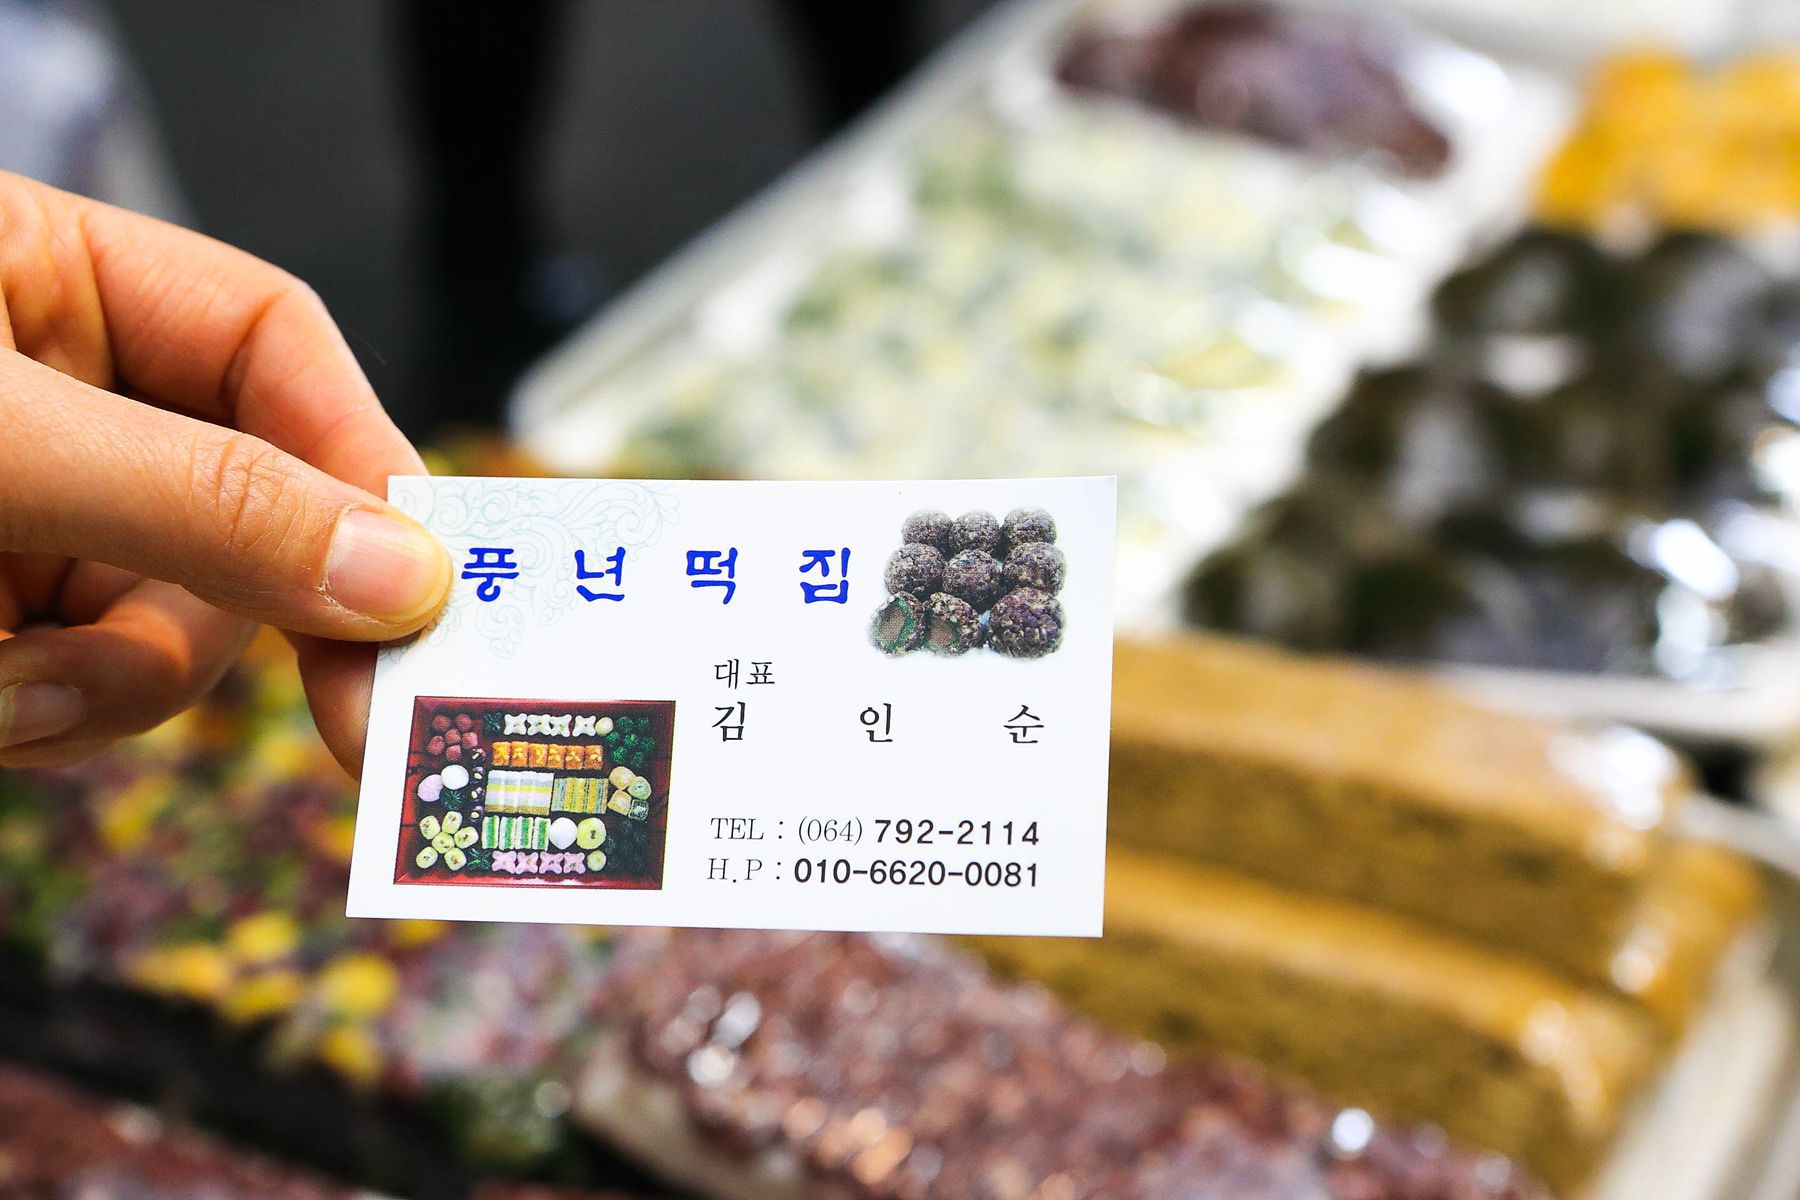 풍년떡집
대표
김인순
TEL : (064) 792-2114
H.P : 010-6620-0081